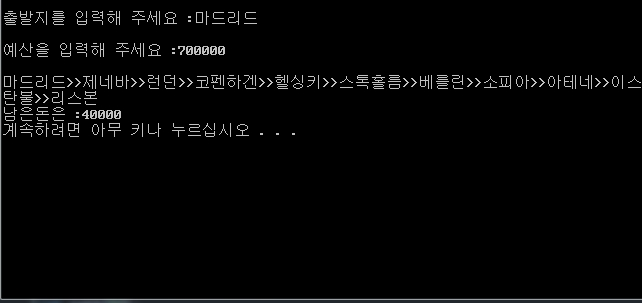 출발지를 입력해 주세요 :마드리드
예산을 입력해 주세요 :700000
마드리드>>제네바>>런던>>코펜하겐>>헬싱키>>스톡홀름>>베를린>>소피아>>아테네>>이스
탄불>>리스본
남은돈은 :40000
계속하려면 아무 키나 누르십시오 . . .